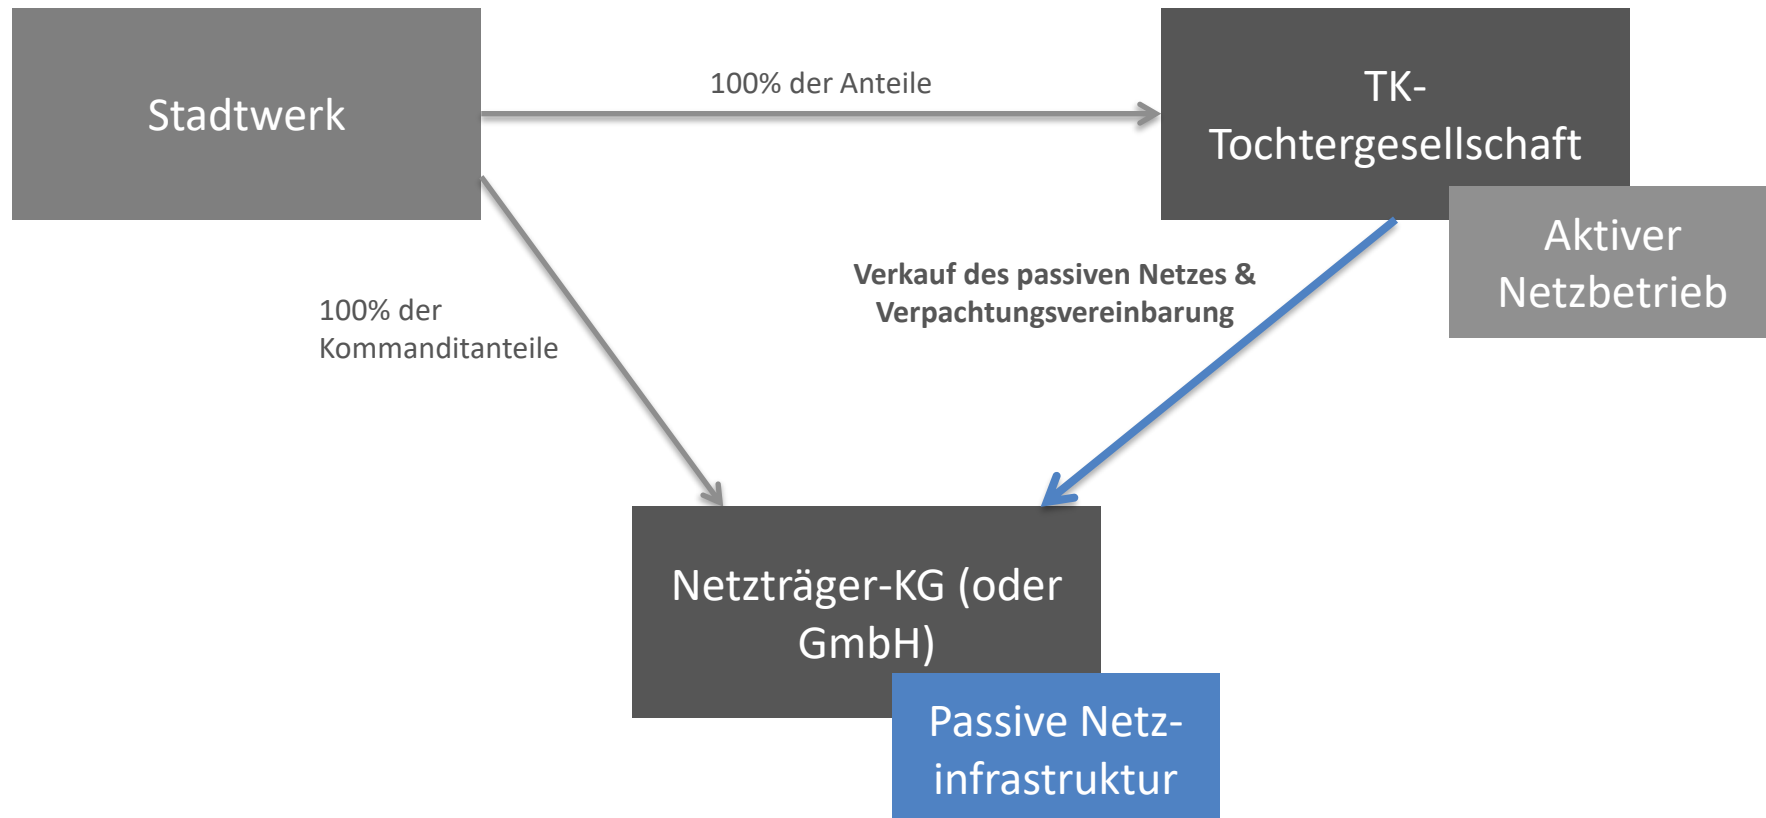 Stadtwerk
100% der Anteile
TK-
Tochtergesellschaft
Aktiver
Netzbetrieb
Verkauf des passiven Netzes &
Verpachtungsvereinbarung
100% der
Kommanditanteile
Netzträger-KG (oder
GmbH)
Passive Netz-
infrastruktur